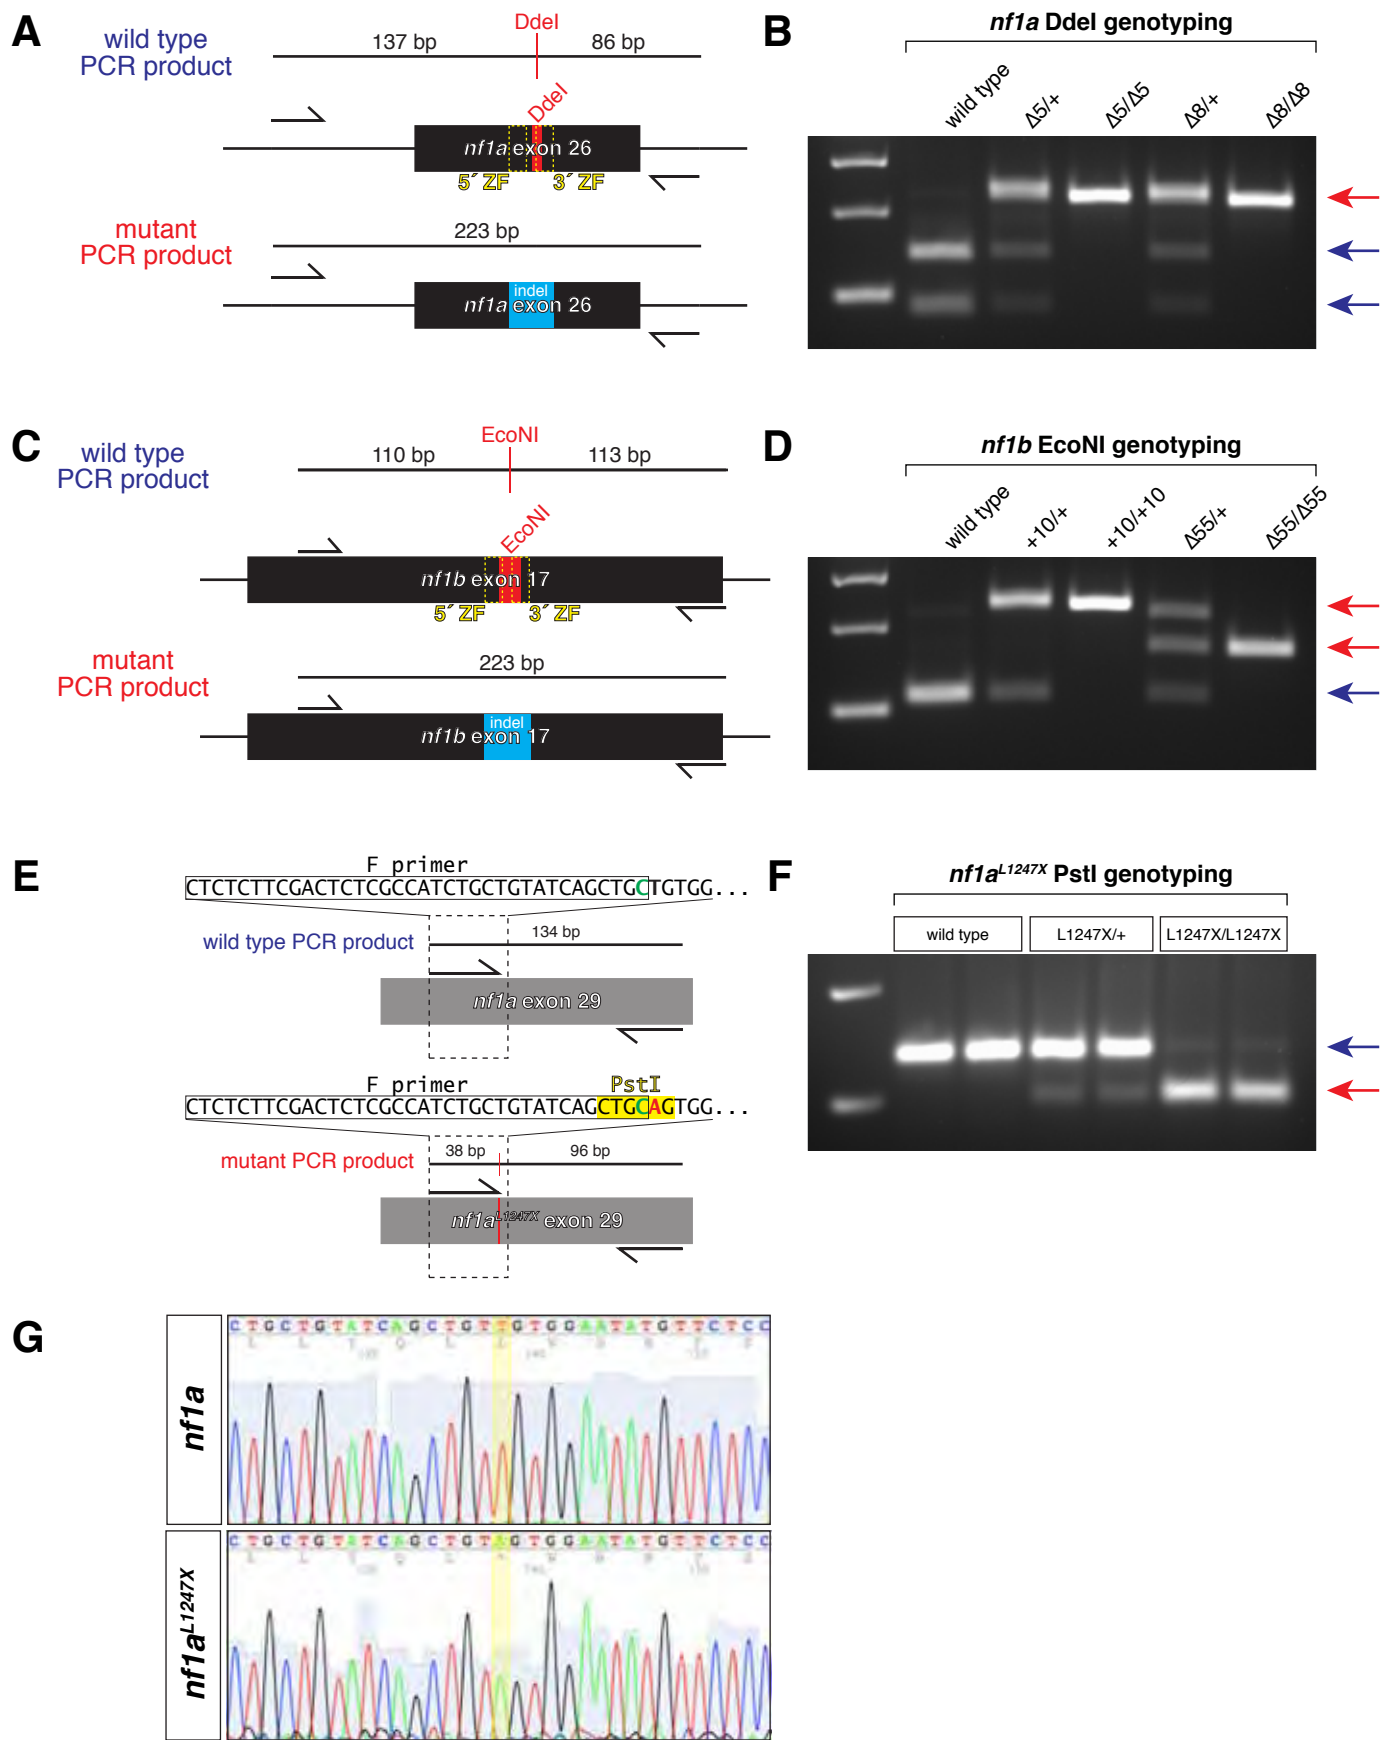 A
wild type
PCR product
137 bp
DdeI
86 bp
DdeI
nf1a exon 26
5´ ZF
3´ ZF
mutant
PCR product
223 bp
indel
nf1a exon 26
B
nf1a DdeI genotyping
wild type
Δ5/+
Δ5/Δ5
Δ8/+
Δ8/Δ8
C
wild type
PCR product
110 bp
EcoNI
113 bp
EcoNI
nf1b exon 17
5´ ZF
3´ ZF
mutant
PCR product
223 bp
indel
nf1b exon 17
D
nf1b EcoNI genotyping
wild type
+10/+
+10/+10
Δ55/+
Δ55/Δ55
E
F primer
CTCTCTTCGACTCTCGCCATCTGCTGTATCAGCTGCTGTGG...
wild type PCR product
134 bp
nf1a exon 29
F primer
PstI
CTCTCTTCGACTCTCGCCATCTGCTGTATCAGCTGCAGTGG...
mutant PCR product
38 bp
96 bp
nf1aL1247X exon 29
F
nf1aL1247X PstI genotyping
wild type
L1247X/+
L1247X/L1247X
G
nf1a
C T G C T G T A T C A G C T G T T G T G G A A T A T G T T C T C C
nf1aL1247X
C T G C T G T A T C A G C T G T A G T G G A A T A T G T T C T C C